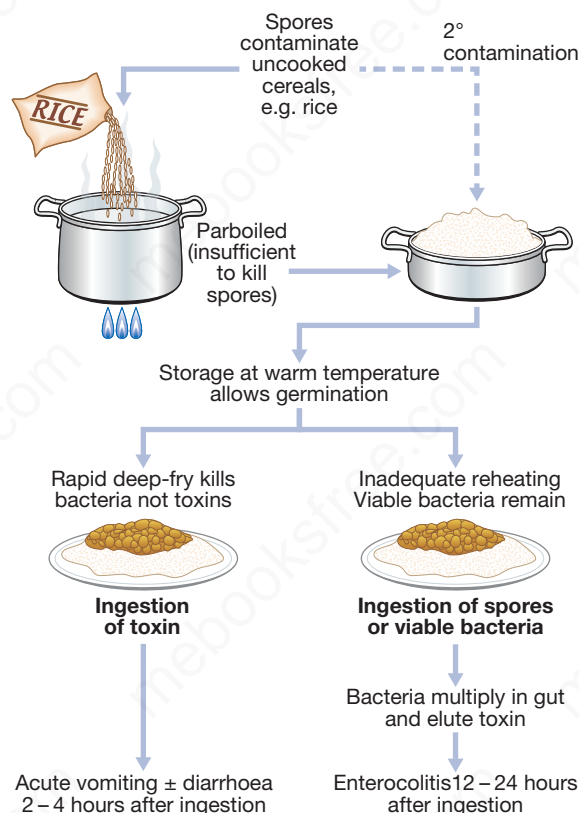 Spores
contaminate
uncooked
cereals,
e.g. rice
2°
contamination
RICE
Parboiled
(insufficient
to kill
spores)
Storage at warm temperature
allows germination
Rapid deep-fry kills
bacteria not toxins
Inadequate reheating
Viable bacteria remain
Ingestion
of toxin
Ingestion of spores
or viable bacteria
Bacteria multiply in gut
and elute toxin
Acute vomiting ± diarrhoea
2 – 4 hours after ingestion
Enterocolitis12 – 24 hours
after ingestion
mebooksfree.com